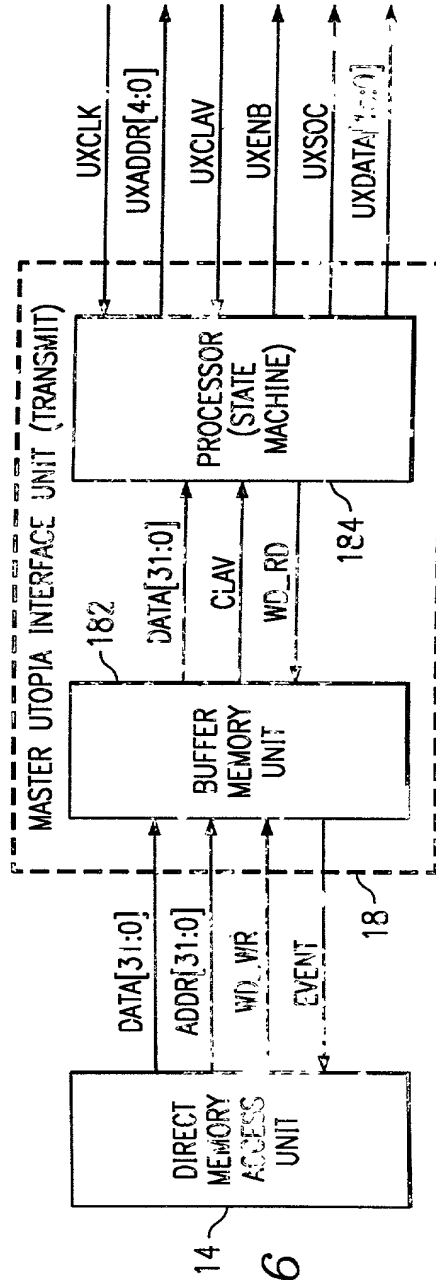 MASTER UTOPIA INTERFACE UNIT (TRANSMIT)
182
DIRECT
MEMORY
ACCESS
UNIT
14
DATA[31:0]
ADDR[31:0]
WD_WR
EVENT
18
BUFFER
MEMORY
UNIT
DATA[31:0]
CLAV
WD_RD
PROCESSOR
(STATE
MACHINE)
184
UXCLK
UXADDR[4:0]
UXCLAV
UXENB
UXSOC
6